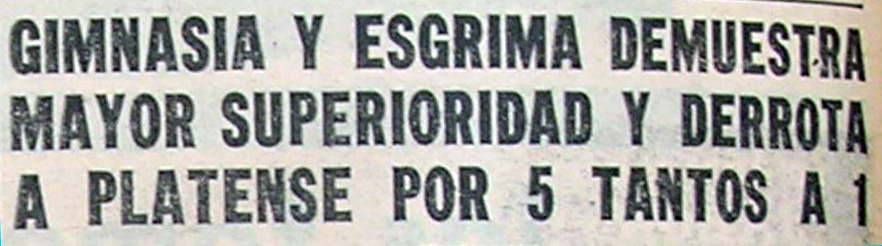 GIMNASIA Y ESGRIMA DEMUESTRA
MAYOR SUPERIORIDAD Y DERROTA
A PLATENSE POR 5 TANTOS A 1